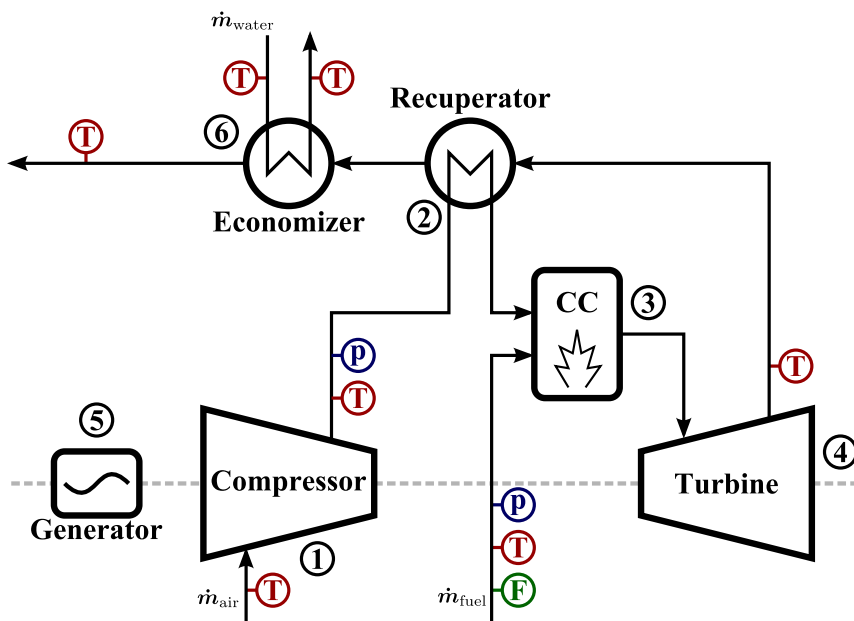 ṁwater
T
T
Recuperator
T
6
Economizer
2
CC
3
p
T
T
5
4
Compressor
Turbine
Generator
p
1
T
ṁair
T
ṁfuel
F